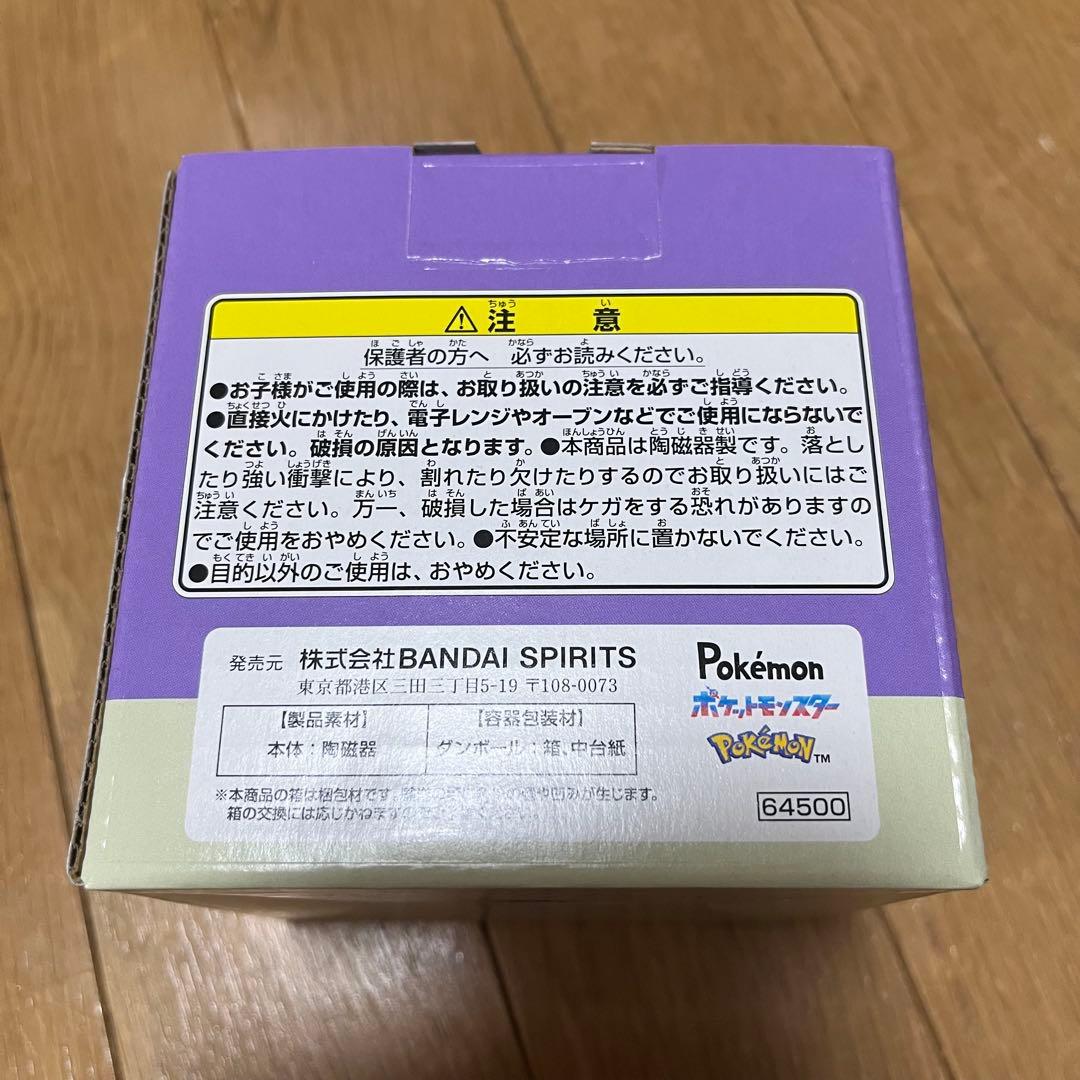 注意
保護者の方へ 必ずお読みください。
●お子様がご使用の際は、お取り扱いの注意を必ずご指導ください。
●直接火にかけたり、電子レンジやオーブンなどでご使用にならないで
ください。破損の原因となります。●本商品は陶磁器製です。落とし
たり強い衝撃により、割れたり欠けたりするのでお取り扱いにはご
注意ください。万一、破損した場合はケガをする恐れがありますの
でご使用をおやめください。●不安定な場所に置かないでください。
●目的以外のご使用は、おやめください。
発売元 株式会社BANDAI SPIRITS
東京都港区三田三丁目5-19 〒108-0073
【製品素材】 【容器包装材】
本体：陶磁器 ダンボール：箱、中台紙
※本商品の箱は梱包材です。 凹みが生じます。
箱の交換には応じかねます
Pokémon
ポケットモンスター
POKéMON™
64500